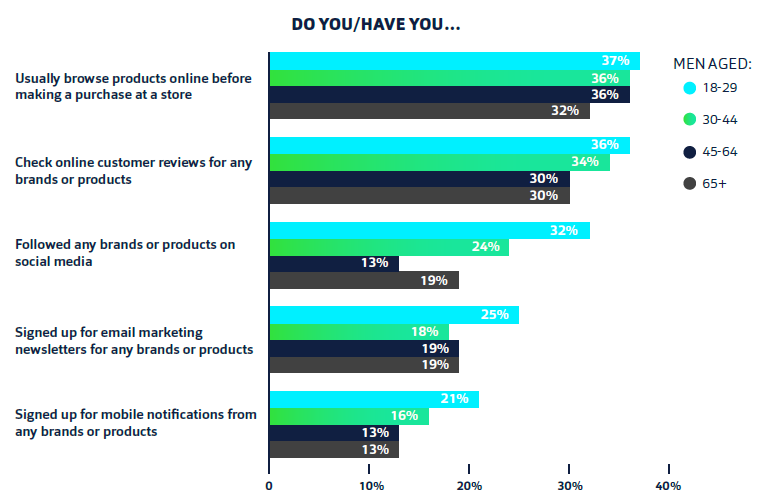 DO YOU/HAVE YOU...
MEN AGED:
18-29
30-44
45-64
65+
Usually browse products online before
making a purchase at a store
37%
36%
36%
32%
Check online customer reviews for any
brands or products
36%
34%
30%
30%
Followed any brands or products on
social media
32%
24%
13%
19%
Signed up for email marketing
newsletters for any brands or products
25%
18%
19%
19%
Signed up for mobile notifications from
any brands or products
21%
16%
13%
13%
0 10% 20% 30% 40%